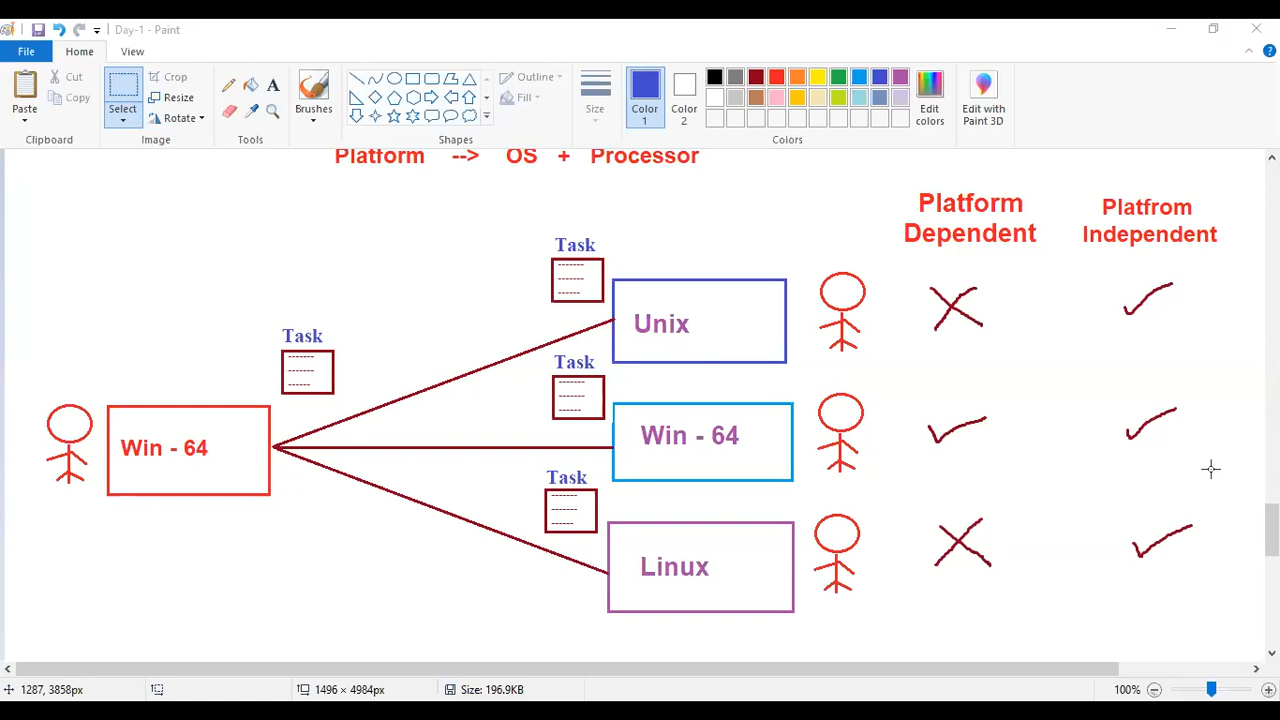 Day-1 - Paint
File
Home
View
Paste
Cut
Copy
Clipboard
Select
Crop
Resize
Rotate
Image
A
Tools
Brushes
Shapes
Outline
Fill
Size
Color
1
Color
2
Edit
colors
Colors
Edit with
Paint 3D
Platform --> OS + Processor
Platform
Dependent
Platfrom
Independent
Task
-------
-------
------
Unix
Task
-------
-------
------
Win - 64
Task
-------
-------
------
Win - 64
Task
-------
-------
------
Linux
1287, 3858px
1496 × 4984px
Size: 196.9KB
100%